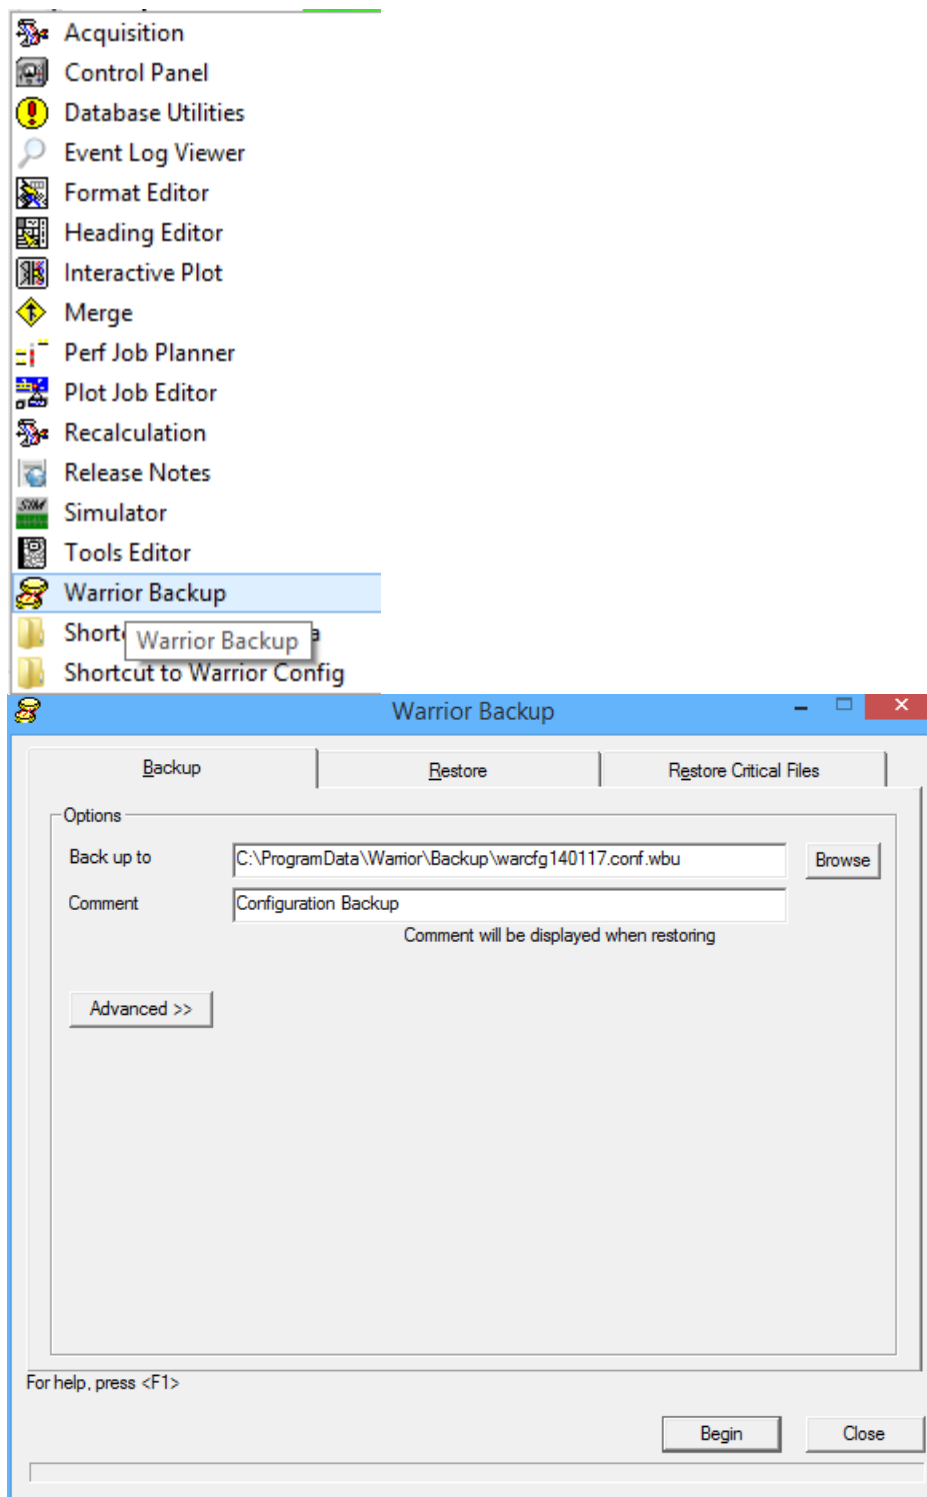 Acquisition
Control Panel
Database Utilities
Event Log Viewer
Format Editor
Heading Editor
Interactive Plot
Merge
Perf Job Planner
Plot Job Editor
Recalculation
Release Notes
SIM
Simulator
Tools Editor
Warrior Backup
Warrior Backup
Shortcut to Warrior Config
Warrior Backup
Backup Restore Restore Critical Files
Options
Back up to C:\ProgramData\Warrior\Backup\warcfg140117.conf.wbu Browse
Comment Configuration Backup
Comment will be displayed when restoring
Advanced >>
For help, press <F1>
Begin Close